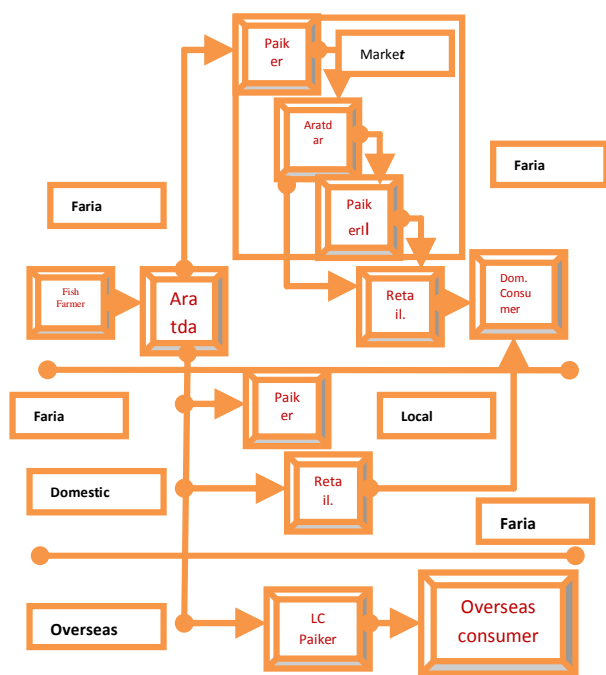 Paik
er
Market
Aratd
ar
Faria
Faria
Paik
erII
Fish
Farmer
Ara
tda
Reta
il.
Dom.
Consu
mer
Faria
Paik
er
Local
Domestic
Reta
il.
Faria
Overseas
LC
Paiker
Overseas
consumer